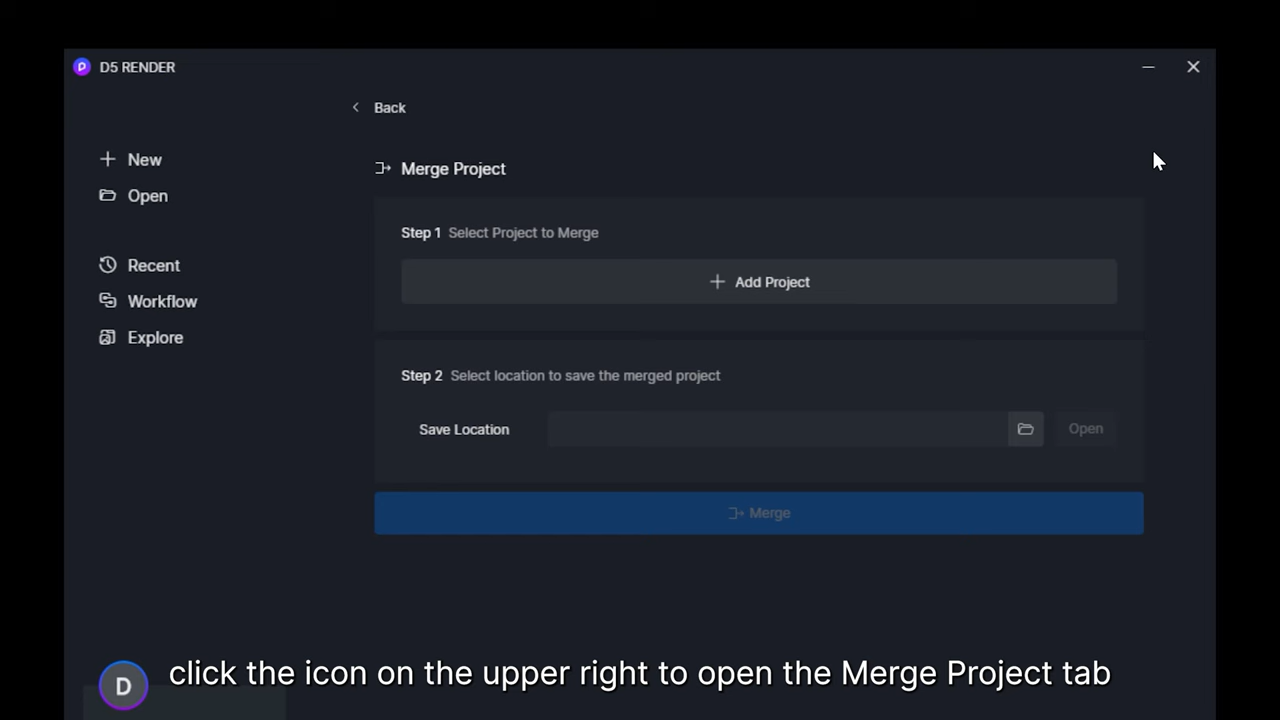 D5 RENDER
Back
New
Open
Recent
Workflow
Explore
Merge Project
Step 1 Select Project to Merge
Add Project
Step 2 Select location to save the merged project
Save Location
Open
Merge
D
click the icon on the upper right to open the Merge Project tab